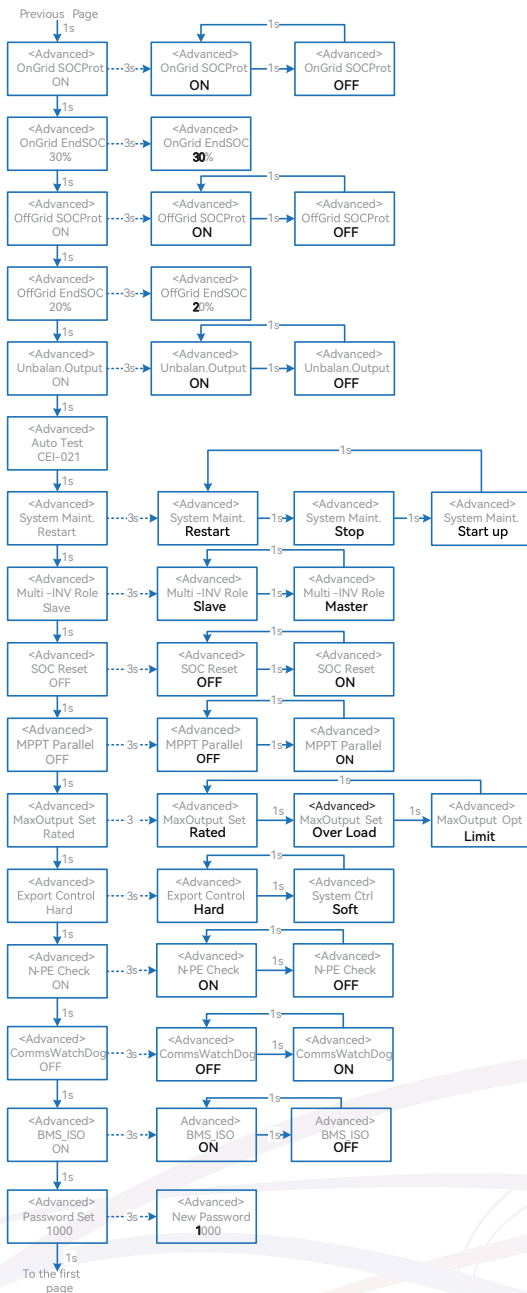 Previous Page
1s
1s
<Advanced>
OnGrid SOCProt
ON
3s
<Advanced>
OnGrid SOCProt
ON
1s
<Advanced>
OnGrid SOCProt
OFF
1s
<Advanced>
OnGrid EndSOC
30%
3s
<Advanced>
OnGrid EndSOC
30%
1s
1s
<Advanced>
OffGrid SOCProt
ON
3s
<Advanced>
OffGrid SOCProt
ON
1s
<Advanced>
OffGrid SOCProt
OFF
1s
<Advanced>
OffGrid EndSOC
20%
3s
<Advanced>
OffGrid EndSOC
20%
1s
1s
<Advanced>
Unbalan.Output
ON
3s
<Advanced>
Unbalan.Output
ON
1s
<Advanced>
Unbalan.Output
OFF
1s
<Advanced>
Auto Test
CEI-021
1s
1s
<Advanced>
System Maint.
Restart
3s
<Advanced>
System Maint.
Restart
1s
<Advanced>
System Maint.
Stop
1s
<Advanced>
System Maint.
Start up
1s
1s
<Advanced>
Multi -INV Role
Slave
3s
<Advanced>
Multi -INV Role
Slave
1s
<Advanced>
Multi -INV Role
Master
1s
1s
<Advanced>
SOC Reset
OFF
3s
<Advanced>
SOC Reset
OFF
1s
<Advanced>
SOC Reset
ON
1s
1s
<Advanced>
MPPT Parallel
OFF
3s
<Advanced>
MPPT Parallel
OFF
1s
<Advanced>
MPPT Parallel
ON
1s
1s
<Advanced>
MaxOutput Set
Rated
3
<Advanced>
MaxOutput Set
Rated
1s
<Advanced>
MaxOutput Set
Over Load
1s
<Advanced>
MaxOutput Opt
Limit
1s
1s
<Advanced>
Export Control
Hard
3s
<Advanced>
Export Control
Hard
1s
<Advanced>
System Ctrl
Soft
1s
1s
<Advanced>
N-PE Check
ON
3s
<Advanced>
N-PE Check
ON
1s
<Advanced>
N-PE Check
OFF
1s
1s
<Advanced>
CommsWatchDog
OFF
3s
<Advanced>
CommsWatchDog
OFF
1s
<Advanced>
CommsWatchDog
ON
1s
1s
<Advanced>
BMS_ISO
ON
3s
Advanced>
BMS_ISO
ON
1s
Advanced>
BMS_ISO
OFF
1s
<Advanced>
Password Set
1000
3s
<Advanced>
New Password
1000
1s
To the first
page